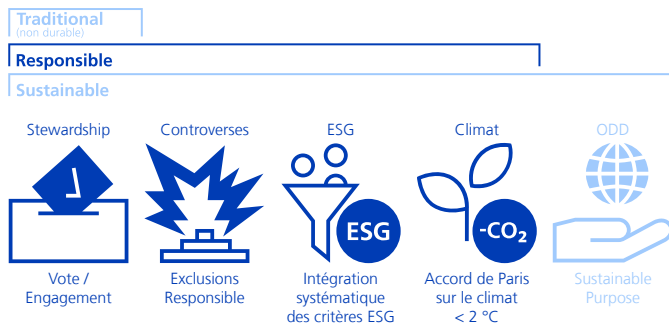 Traditional
(non durable)
Responsible
Sustainable
Stewardship
Controverses
ESG
Climat
ODD
ESG
-CO₂
Vote /
Engagement
Exclusions
Responsible
Intégration
systématique
des critères ESG
Accord de Paris
sur le climat
< 2 °C
Sustainable
Purpose